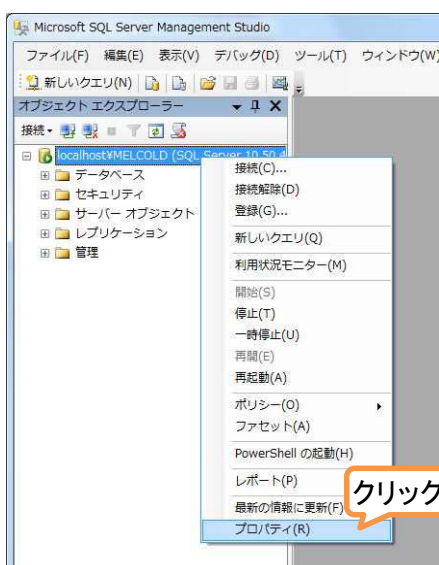 Microsoft SQL Server Management Studio
ファイル(F) 編集(E) 表示(V) デバッグ(D) ツール(T) ウィンドウ(W)
新しいクエリ(N)
オブジェクト エクスプローラー
接続
localhost¥MELCOLD (SQL Server 10.50.4
データベース
セキュリティ
サーバー オブジェクト
レプリケーション
管理
接続(C)...
接続解除(D)
登録(G)...
新しいクエリ(Q)
利用状況モニター(M)
開始(S)
停止(T)
一時停止(U)
再開(E)
再起動(A)
ポリシー(O)
ファセット(A)
PowerShell の起動(H)
レポート(P)
最新の情報に更新(F)
プロパティ(R)
クリック